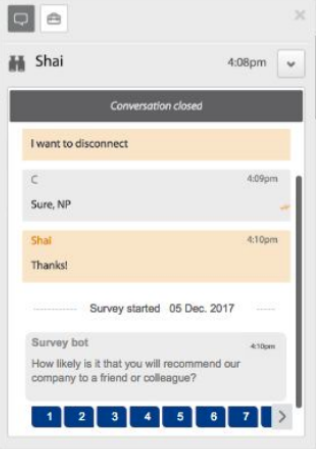 Shai 4:08pm
Conversation closed
I want to disconnect
C 4:09pm
Sure, NP
Shai 4:10pm
Thanks!
Survey started 05 Dec. 2017
Survey bot 4:10pm
How likely is it that you will recommend our
company to a friend or colleague?
1 2 3 4 5 6 7